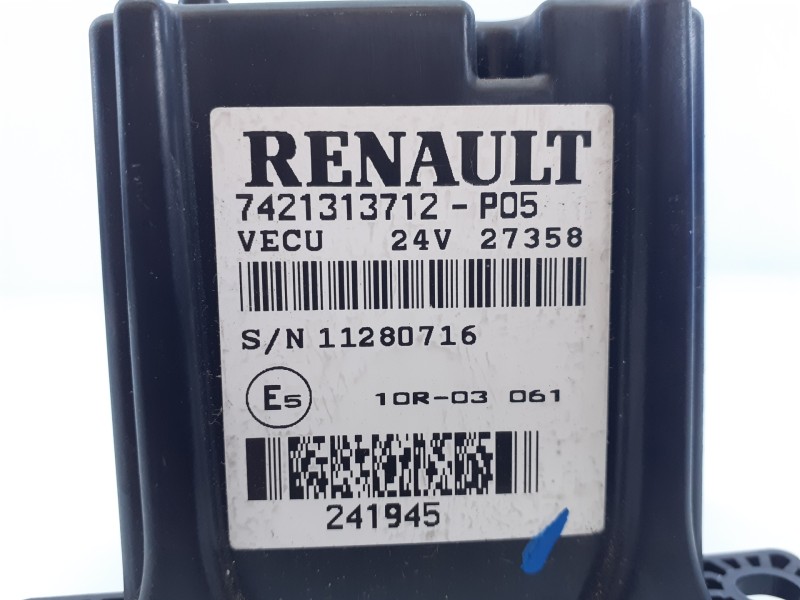 RENAULT
7421313712-P05
VECU 24V 27358
S/N 11280716
E5 10R-03 061
241945